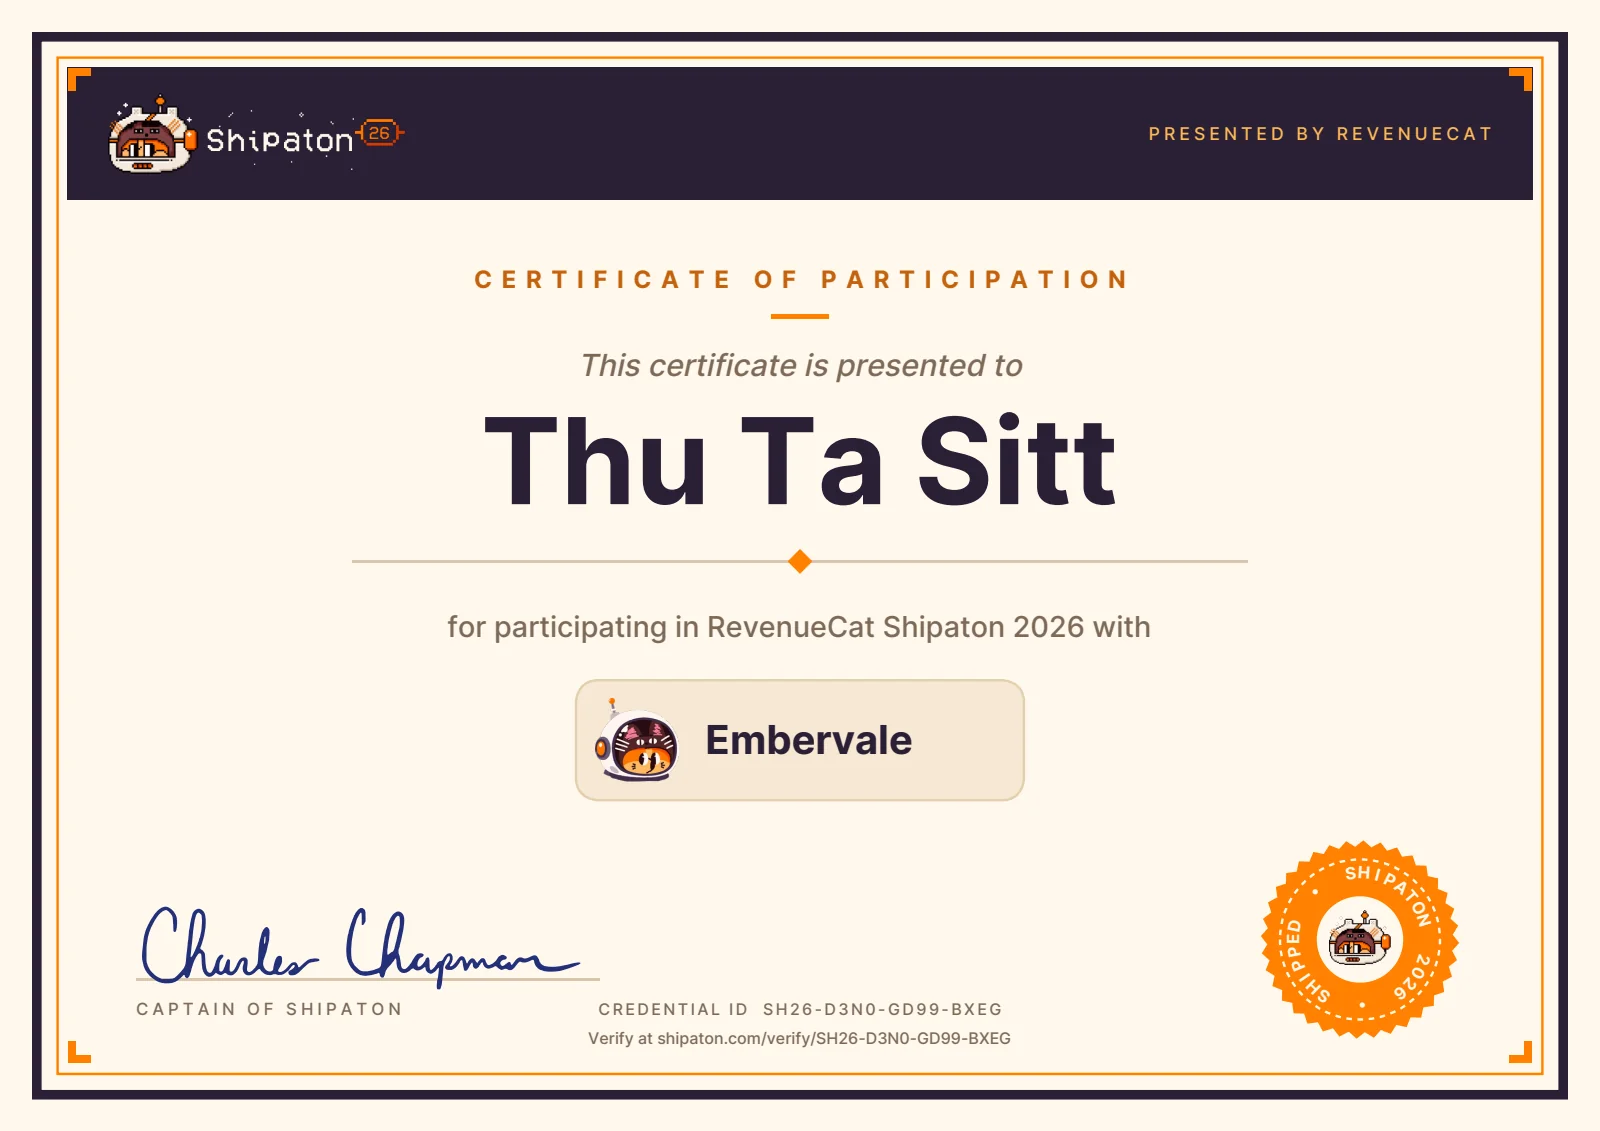 Shipaton 26
PRESENTED BY REVENUECAT
CERTIFICATE OF PARTICIPATION
This certificate is presented to
Thu Ta Sitt
for participating in RevenueCat Shipaton 2026 with
Embervale
Charles Chapman
CAPTAIN OF SHIPATON
CREDENTIAL ID SH26-D3N0-GD99-BXEG
Verify at shipaton.com/verify/SH26-D3N0-GD99-BXEG
SHIPPED • SHIPATON 2026 •